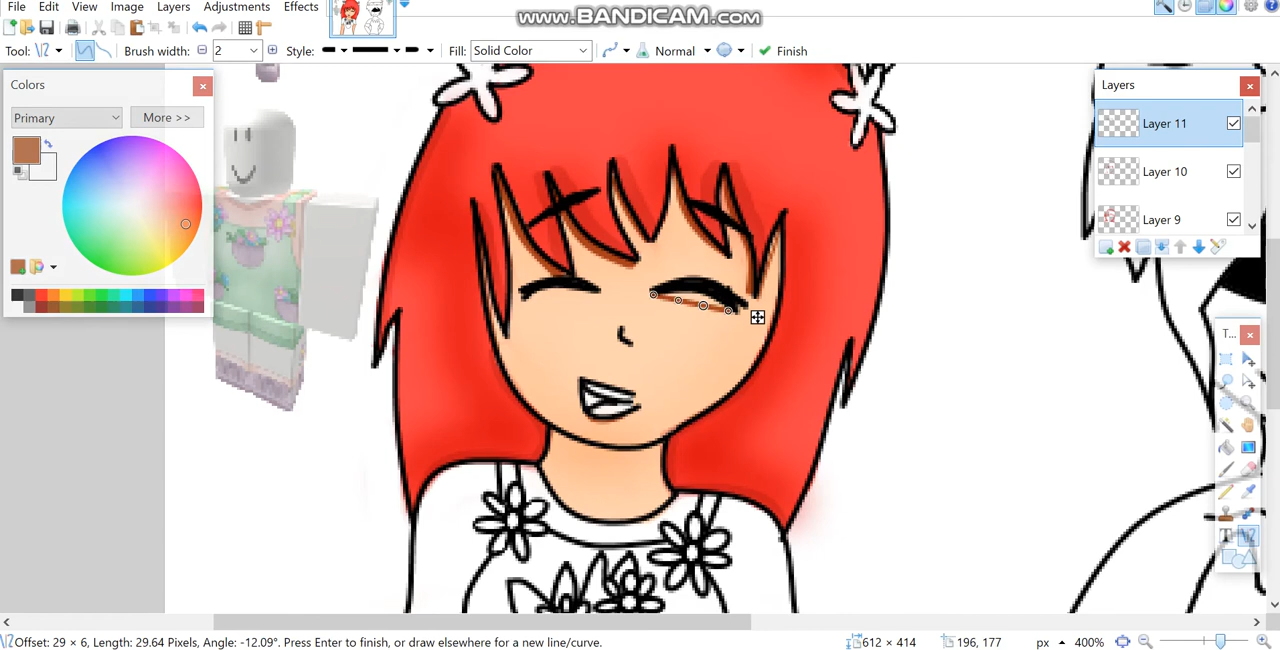 File Edit View Image Layers Adjustments Effects
www.BANDICAM.com
Tool: Brush width: 2 Style: Fill: Solid Color Normal Finish
Colors
Primary More >>
Layers
Layer 11
Layer 10
Layer 9
T...
Offset: 29 × 6, Length: 29.64 Pixels, Angle: -12.09°. Press Enter to finish, or draw elsewhere for a new line/curve. 612 × 414 196, 177 px 400%